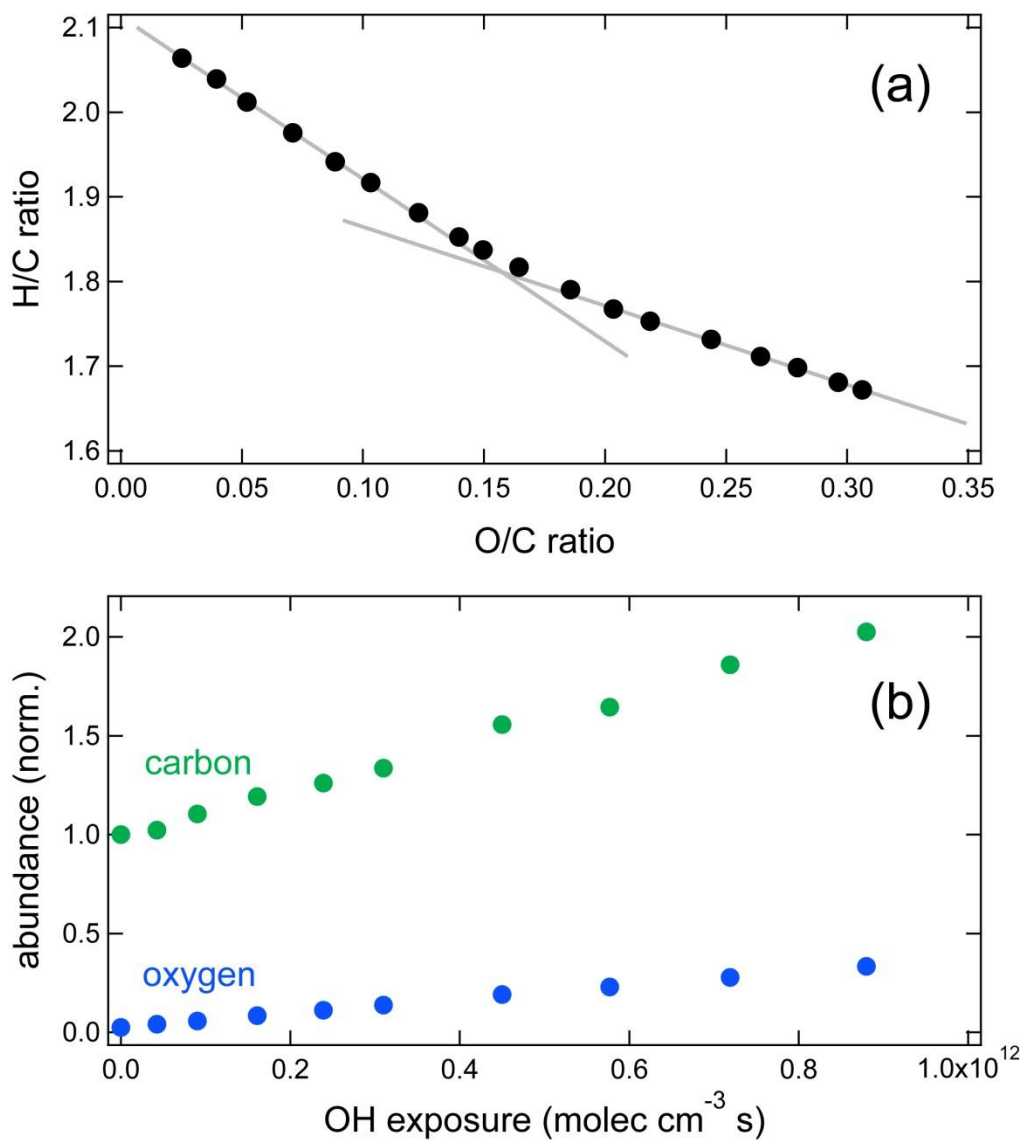 2.1
2.0
1.9
1.8
1.7
1.6
H/C ratio
(a)
0.00 0.05 0.10 0.15 0.20 0.25 0.30 0.35
O/C ratio
2.0
1.5
1.0
0.5
0.0
abundance (norm.)
(b)
carbon
oxygen
0.0 0.2 0.4 0.6 0.8 1.0x10¹²
OH exposure (molec cm⁻³ s)